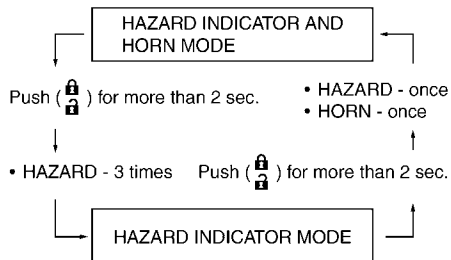 HAZARD INDICATOR AND
HORN MODE
Push ( ) for more than 2 sec.
• HAZARD - once
• HORN - once
• HAZARD - 3 times
Push ( ) for more than 2 sec.
HAZARD INDICATOR MODE